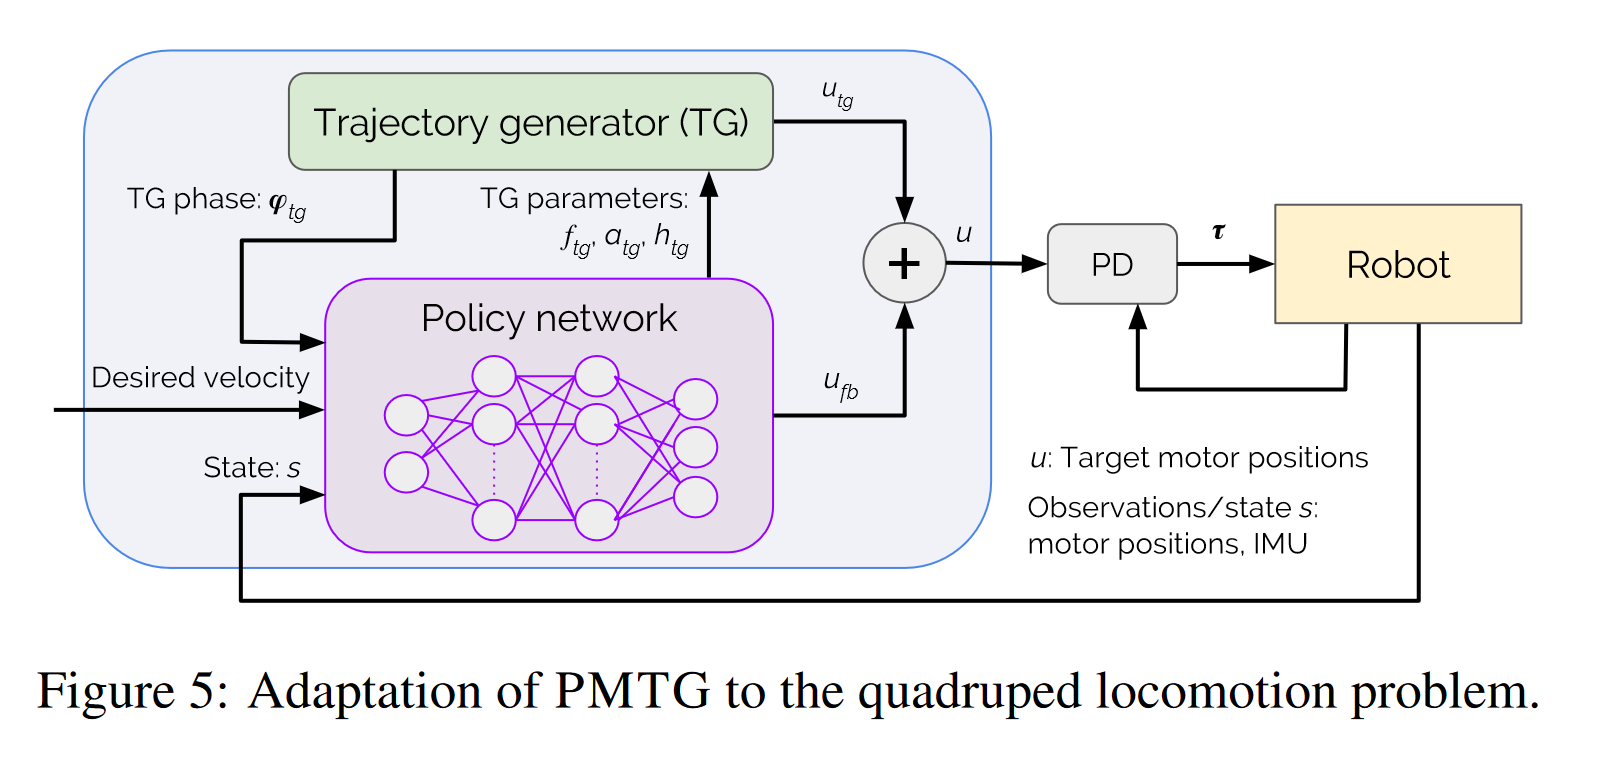 Trajectory generator (TG)
u_tg
TG phase: φ_tg
TG parameters:
f_tg, a_tg, h_tg
u
PD
τ
Robot
Policy network
Desired velocity
u_fb
State: s
u: Target motor positions
Observations/state s:
motor positions, IMU
+
Figure 5: Adaptation of PMTG to the quadruped locomotion problem.